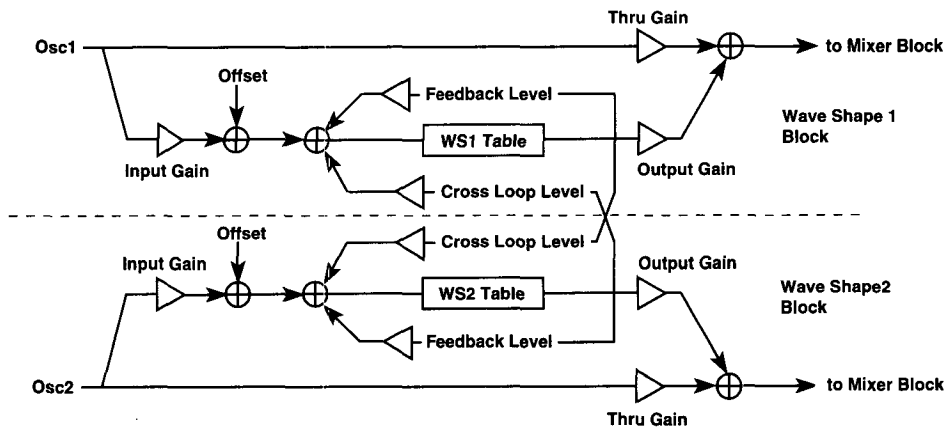 Thru Gain
Osc1
to Mixer Block
Offset
Feedback Level
Wave Shape 1
Block
WS1 Table
Input Gain
Output Gain
Cross Loop Level
Offset
Cross Loop Level
Input Gain
Output Gain
Wave Shape2
Block
WS2 Table
Feedback Level
Osc2
to Mixer Block
Thru Gain